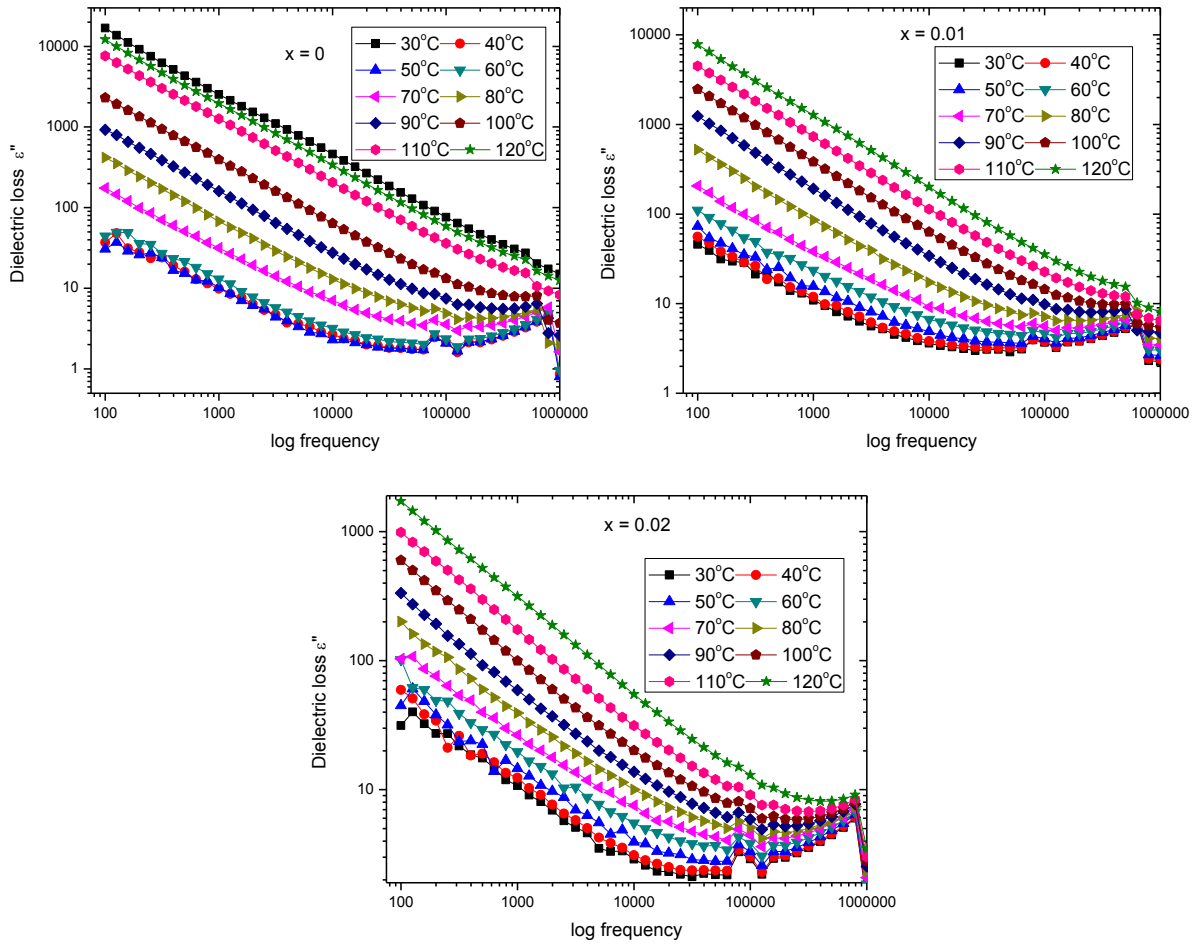 x = 0
30°C 40°C
50°C 60°C
70°C 80°C
90°C 100°C
110°C 120°C
Dielectric loss ε"
10000
1000
100
10
1
100 1000 10000 100000 1000000
log frequency
x = 0.01
30°C 40°C
50°C 60°C
70°C 80°C
90°C 100°C
110°C 120°C
Dielectric loss ε"
10000
1000
100
10
1
100 1000 10000 100000 1000000
log frequency
x = 0.02
30°C 40°C
50°C 60°C
70°C 80°C
90°C 100°C
110°C 120°C
Dielectric loss ε"
1000
100
10
100 1000 10000 100000 1000000
log frequency